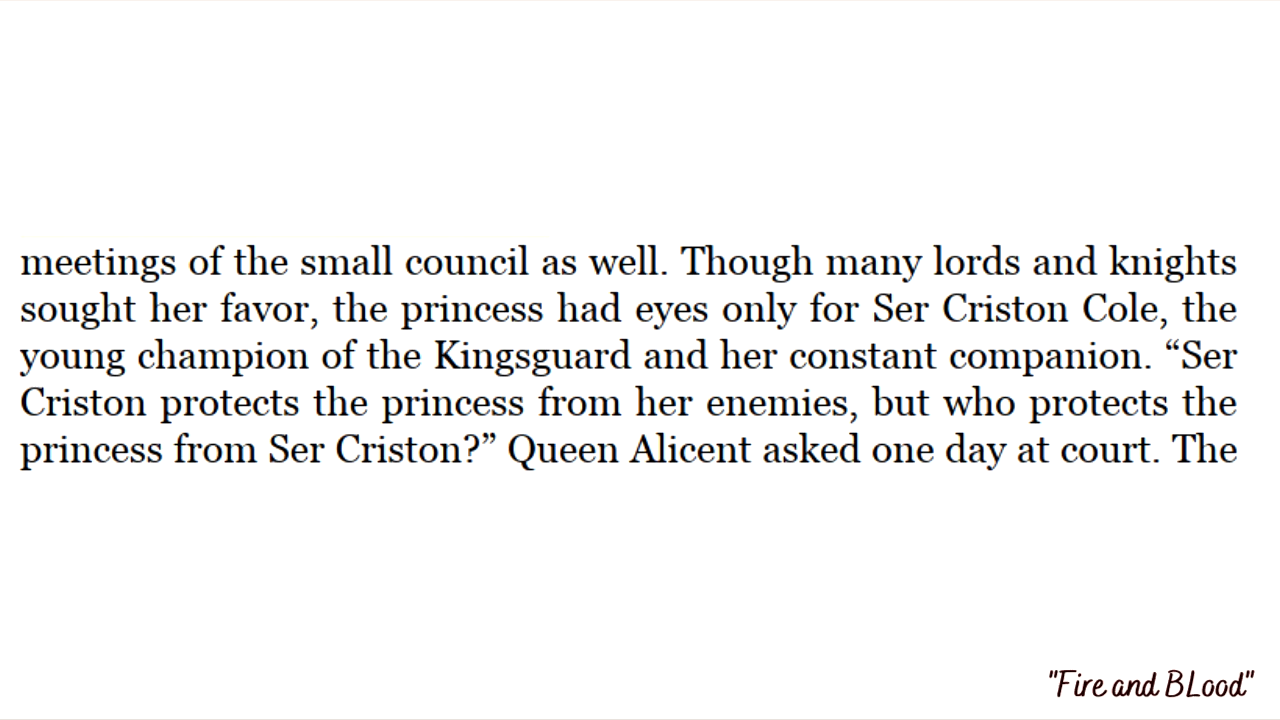 meetings of the small council as well. Though many lords and knights
sought her favor, the princess had eyes only for Ser Criston Cole, the
young champion of the Kingsguard and her constant companion. “Ser
Criston protects the princess from her enemies, but who protects the
princess from Ser Criston?” Queen Alicent asked one day at court. The
"Fire and BLood"